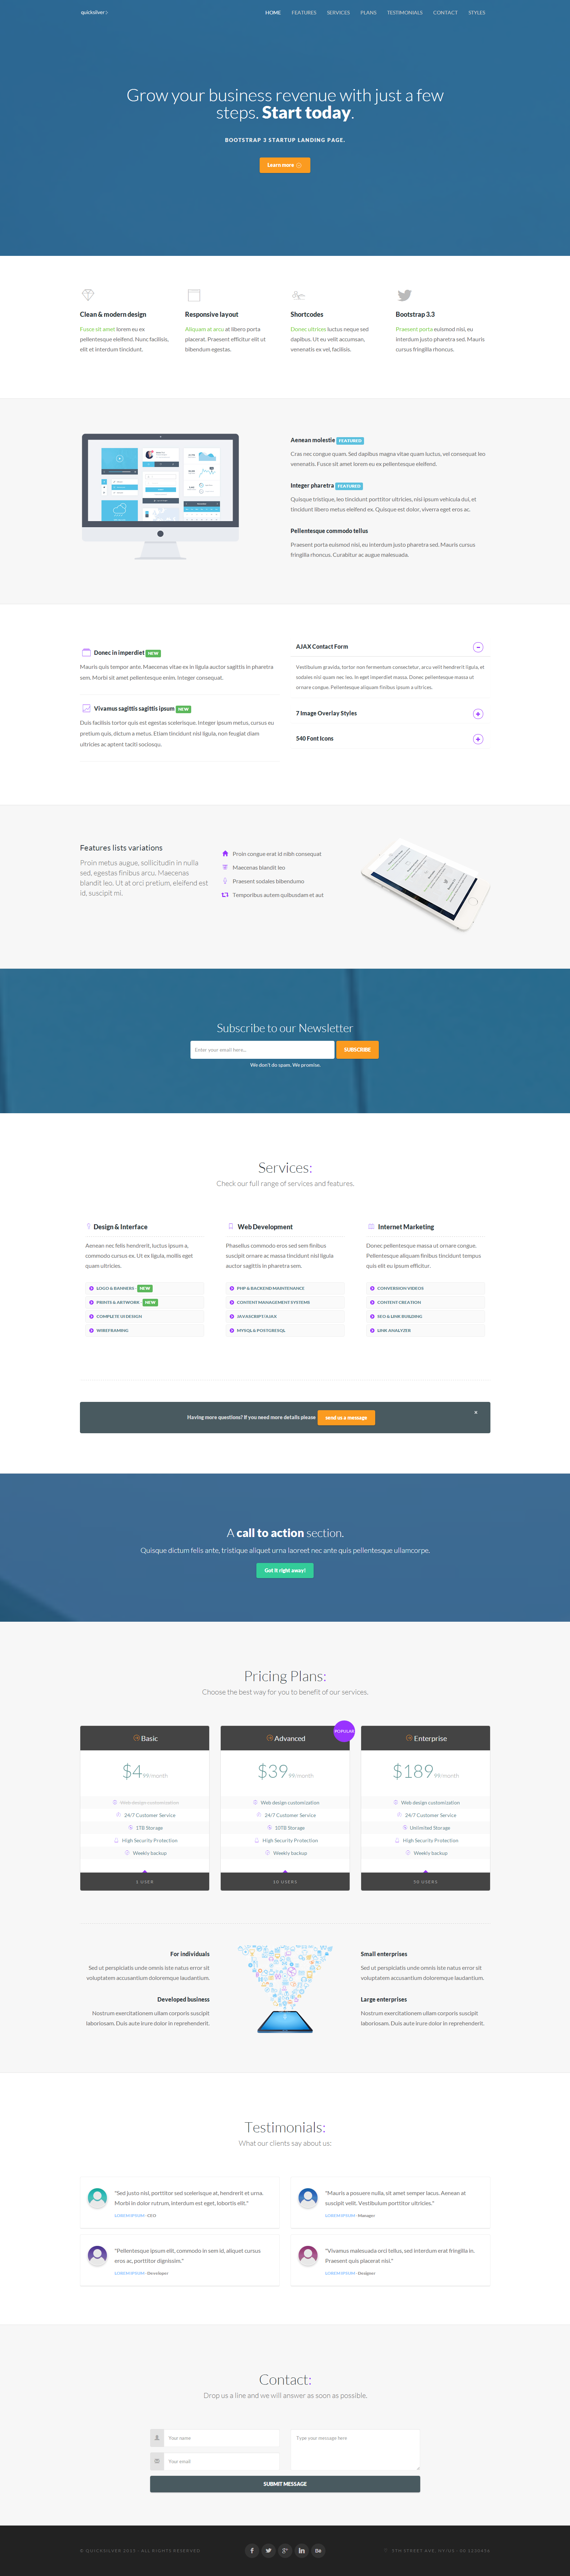 quicksilver
HOME FEATURES SERVICES PLANS TESTIMONIALS CONTACT STYLES
Grow your business revenue with just a few
steps. Start today.
BOOTSTRAP 3 STARTUP LANDING PAGE.
Learn more
Clean & modern design
Fusce sit amet lorem eu ex
pellentesque eleifend. Nunc facilisis,
elit et interdum tincidunt.
Responsive layout
Aliquam at arcu at libero porta
placerat. Praesent efficitur elit ut
bibendum egestas.
Shortcodes
Donec ultrices luctus neque sed
dapibus. Ut eu velit accumsan,
venenatis ex vel, facilisis.
Bootstrap 3.3
Praesent porta euismod nisi, eu
interdum justo pharetra sed. Mauris
cursus fringilla rhoncus.
Aenean molestie FEATURED
Cras nec congue quam. Sed dapibus magna vitae quam luctus, vel consequat leo
venenatis. Fusce sit amet lorem eu ex pellentesque eleifend.
Integer pharetra FEATURED
Quisque tristique, leo tincidunt porttitor ultricies, nisl ipsum vehicula dui, et
tincidunt libero metus eleifend ex. Quisque est dolor, viverra eget eros ac.
Pellentesque commodo tellus
Praesent porta euismod nisi, eu interdum justo pharetra sed. Mauris cursus
fringilla rhoncus. Curabitur ac augue malesuada.
Donec in imperdiet NEW
Mauris quis tempor ante. Maecenas vitae ex in ligula auctor sagittis in pharetra
sem. Morbi sit amet pellentesque enim. Integer consequat.
Vivamus sagittis sagittis ipsum NEW
Duis facilisis tortor quis est egestas scelerisque. Integer ipsum metus, cursus eu
pretium quis, dictum a metus. Etiam tincidunt nisl ligula, non feugiat diam
ultricies ac aptent taciti sociosqu.
AJAX Contact Form
Vestibulum gravida, tortor non fermentum consectetur, arcu velit hendrerit ligula, et
sodales nisi quam nec leo. In eget imperdiet massa. Donec pellentesque massa ut
ornare congue. Pellentesque aliquam finibus ipsum a ultrices.
7 Image Overlay Styles
540 Font Icons
Features lists variations
Proin metus augue, sollicitudin in nulla
sed, egestas finibus arcu. Maecenas
blandit leo. Ut at orci pretium, eleifend est
id, suscipit mi.
Proin congue erat id nibh consequat
Maecenas blandit leo
Praesent sodales bibendumo
Temporibus autem quibusdam et aut
Subscribe to our Newsletter
Enter your email here...
SUBSCRIBE
We don't do spam. We promise.
Services:
Check our full range of services and features.
Design & Interface
Aenean nec felis hendrerit, luctus ipsum a,
commodo cursus ex. Ut ex ligula, mollis eget
quam ultricies.
LOGO & BANNERS NEW
PRINTS & ARTWORK NEW
COMPLETE UI DESIGN
WIREFRAMING
Web Development
Phasellus commodo eros sed sem finibus
suscipit ornare ac massa tincidunt nisl ligula
auctor sagittis in pharetra sem.
PHP & BACKEND MAINTENANCE
CONTENT MANAGEMENT SYSTEMS
JAVASCRIPT/AJAX
MYSQL & POSTGRESQL
Internet Marketing
Donec pellentesque massa ut ornare congue.
Pellentesque aliquam finibus tincidunt tempus
quis elit eu ipsum efficitur.
CONVERSION VIDEOS
CONTENT CREATION
SEO & LINK BUILDING
LINK ANALYZER
Having more questions? If you need more details please send us a message
×
A call to action section.
Quisque dictum felis ante, tristique aliquet urna laoreet nec ante quis pellentesque ullamcorpe.
Get it right away!
Pricing Plans:
Choose the best way for you to benefit of our services.
Basic
$4 99/month
Web design customization
24/7 Customer Service
1TB Storage
High Security Protection
Weekly backup
1 USER
POPULAR
Advanced
$39 99/month
Web design customization
24/7 Customer Service
10TB Storage
High Security Protection
Weekly backup
10 USERS
Enterprise
$189 99/month
Web design customization
24/7 Customer Service
Unlimited Storage
High Security Protection
Weekly backup
50 USERS
For individuals
Sed ut perspiciatis unde omnis iste natus error sit
voluptatem accusantium doloremque laudantium.
Developed business
Nostrum exercitationem ullam corporis suscipit
laboriosam. Duis aute irure dolor in reprehenderit.
Small enterprises
Sed ut perspiciatis unde omnis iste natus error sit
voluptatem accusantium doloremque laudantium.
Large enterprises
Nostrum exercitationem ullam corporis suscipit
laboriosam. Duis aute irure dolor in reprehenderit.
Testimonials:
What our clients say about us:
"Sed justo nisi, porttitor sed scelerisque at, hendrerit et urna.
Morbi in dolor rutrum, interdum est eget, lobortis elit."
LOREM IPSUM - CEO
"Mauris a posuere nulla, sit amet semper lacus. Aenean at
suscipit velit. Vestibulum porttitor ultricies."
LOREM IPSUM - Manager
"Pellentesque ipsum elit, commodo in sem id, aliquet cursus
eros ac, porttitor dignissim."
LOREM IPSUM - Developer
"Vivamus malesuada orci tellus, sed interdum erat fringilla in.
Praesent quis placerat nisi."
LOREM IPSUM - Designer
Contact:
Drop us a line and we will answer as soon as possible.
Your name
Your email
Type your message here
SUBMIT MESSAGE
© QUICKSILVER 2015 - ALL RIGHTS RESERVED
5TH STREET AVE, NY/US - 00 1235456